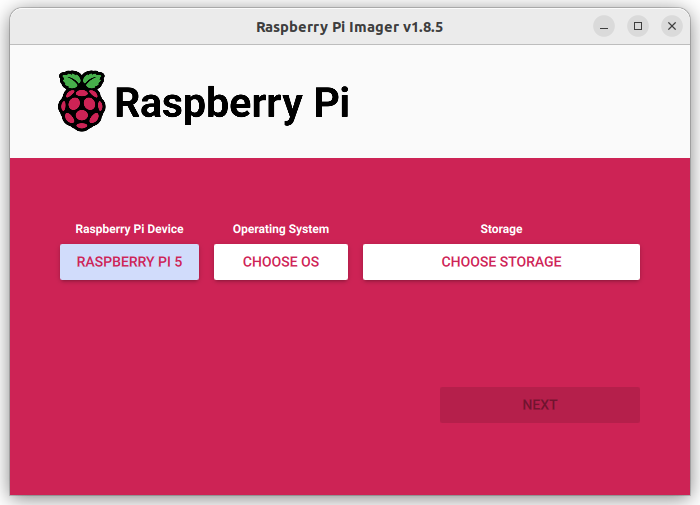 Raspberry Pi Imager v1.8.5
Raspberry Pi
Raspberry Pi Device
Operating System
Storage
RASPBERRY PI 5
CHOOSE OS
CHOOSE STORAGE
NEXT